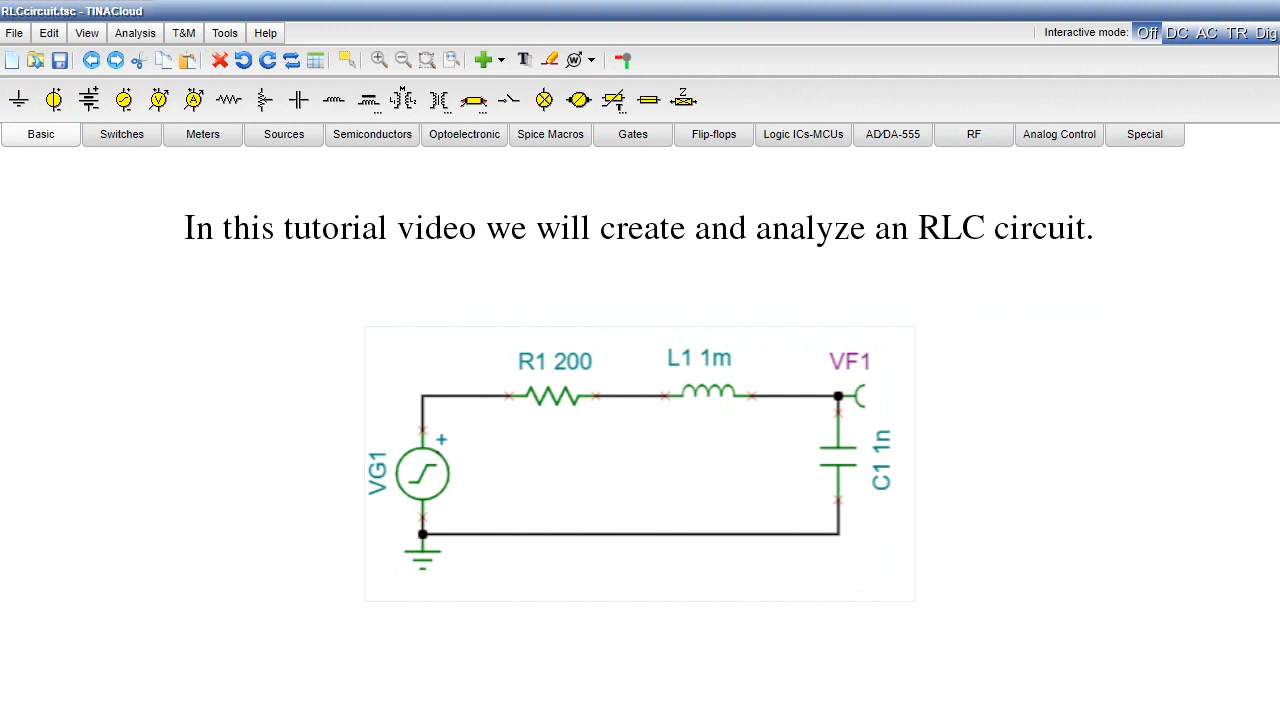 RLCcircuit.tsc - TINACloud
File Edit View Analysis T&M Tools Help Interactive mode: Off DC AC TR Dig
Basic Switches Meters Sources Semiconductors Optoelectronic Spice Macros Gates Flip-flops Logic ICs-MCUs AD/DA-555 RF Analog Control Special
In this tutorial video we will create and analyze an RLC circuit.
R1 200 L1 1m VF1
VG1 + C1 1n